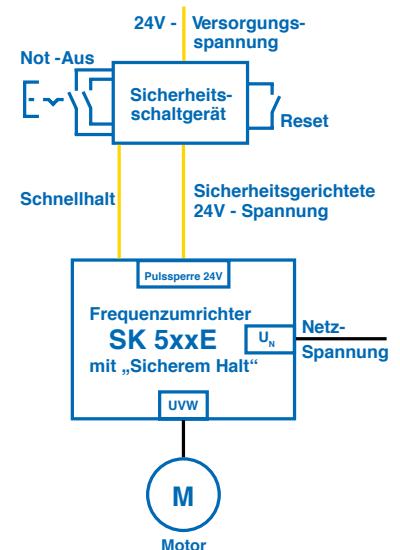 24V - Versorgungs-
spannung
Not -Aus
Sicherheits-
schaltgerät
Reset
Schnellhalt
Sicherheitsgerichtete
24V - Spannung
Pulssperre 24V
Frequenzumrichter
SK 5xxE
mit „Sicherem Halt“
UN
Netz-
Spannung
UVW
M
Motor